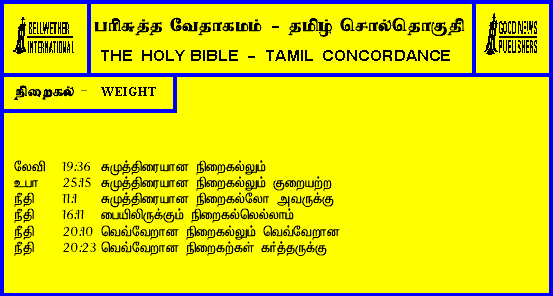 BELLWETHER
INTERNATIONAL
பரிசுத்த வேதாகமம் - தமிழ் சொல்தொகுதி
THE HOLY BIBLE - TAMIL CONCORDANCE
GOOD NEWS
PUBLISHERS
நிறைகல் - WEIGHT
லேவி 19:36 சுமுத்திரையான நிறைகல்லும்
உபா 25:15 சுமுத்திரையான நிறைகல்லும் குறையற்ற
நீதி 11:1 சுமுத்திரையான நிறைகல்லோ அவருக்கு
நீதி 16:11 பையிலிருக்கும் நிறைகல்லெல்லாம்
நீதி 20:10 வெவ்வேறான நிறைகல்லும் வெவ்வேறான
நீதி 20:23 வெவ்வேறான நிறைகற்கள் கர்த்தருக்கு